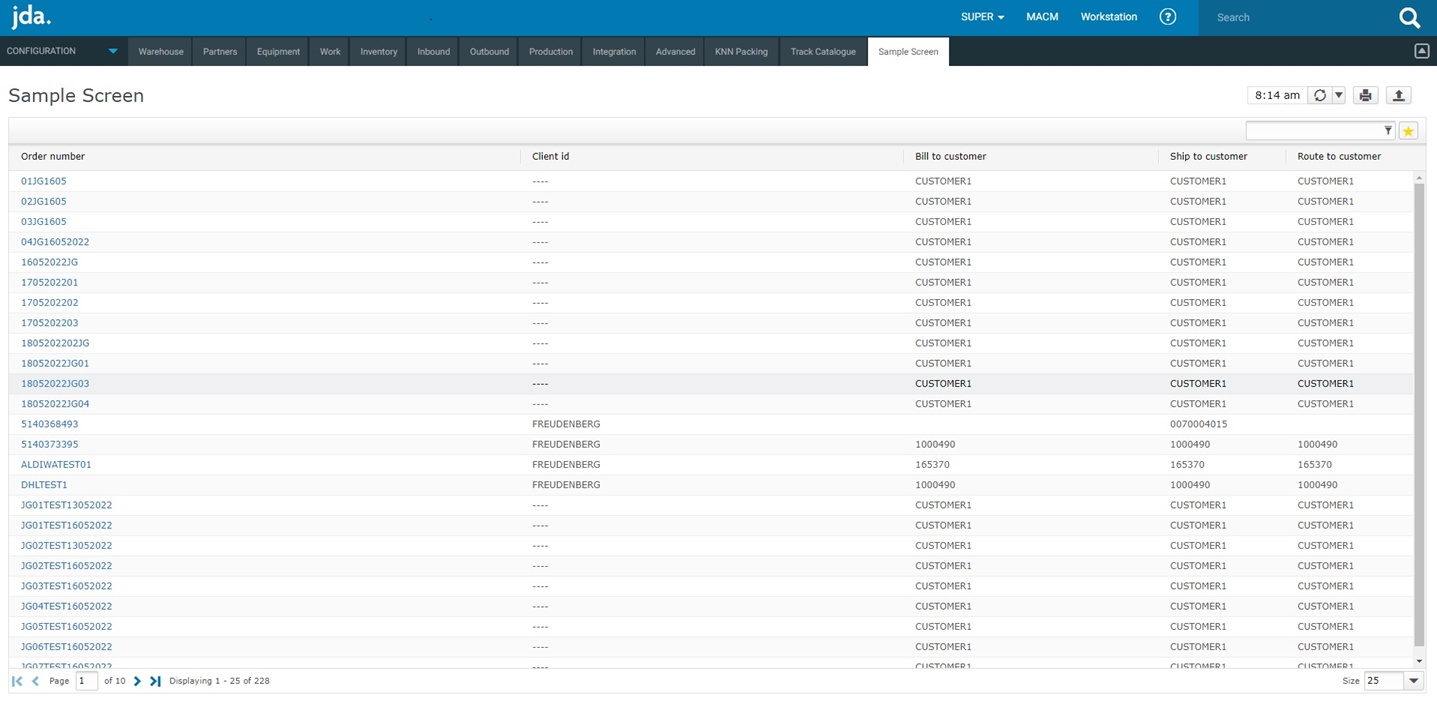 jda.
SUPER MACM Workstation ? Search
CONFIGURATION Warehouse Partners Equipment Work Inventory Inbound Outbound Production Integration Advanced KNN Packing Track Catalogue Sample Screen
Sample Screen 8:14 am
Order number Client id Bill to customer Ship to customer Route to customer
01JG1605 ---- CUSTOMER1 CUSTOMER1 CUSTOMER1
02JG1605 ---- CUSTOMER1 CUSTOMER1 CUSTOMER1
03JG1605 ---- CUSTOMER1 CUSTOMER1 CUSTOMER1
04JG16052022 ---- CUSTOMER1 CUSTOMER1 CUSTOMER1
16052022JG ---- CUSTOMER1 CUSTOMER1 CUSTOMER1
1705202201 ---- CUSTOMER1 CUSTOMER1 CUSTOMER1
1705202202 ---- CUSTOMER1 CUSTOMER1 CUSTOMER1
1705202203 ---- CUSTOMER1 CUSTOMER1 CUSTOMER1
1805202202JG ---- CUSTOMER1 CUSTOMER1 CUSTOMER1
18052022JG01 ---- CUSTOMER1 CUSTOMER1 CUSTOMER1
18052022JG03 ---- CUSTOMER1 CUSTOMER1 CUSTOMER1
18052022JG04 ---- CUSTOMER1 CUSTOMER1 CUSTOMER1
5140368493 FREUDENBERG 0070004015
5140373395 FREUDENBERG 1000490 1000490 1000490
ALDIWATEST01 FREUDENBERG 165370 165370 165370
DHLTEST1 FREUDENBERG 1000490 1000490 1000490
JG01TEST13052022 ---- CUSTOMER1 CUSTOMER1 CUSTOMER1
JG01TEST16052022 ---- CUSTOMER1 CUSTOMER1 CUSTOMER1
JG02TEST13052022 ---- CUSTOMER1 CUSTOMER1 CUSTOMER1
JG02TEST16052022 ---- CUSTOMER1 CUSTOMER1 CUSTOMER1
JG03TEST16052022 ---- CUSTOMER1 CUSTOMER1 CUSTOMER1
JG04TEST16052022 ---- CUSTOMER1 CUSTOMER1 CUSTOMER1
JG05TEST16052022 ---- CUSTOMER1 CUSTOMER1 CUSTOMER1
JG06TEST16052022 ---- CUSTOMER1 CUSTOMER1 CUSTOMER1
JG07TEST16052022 ---- CUSTOMER1 CUSTOMER1 CUSTOMER1
Page 1 of 10 Displaying 1 - 25 of 228 Size 25